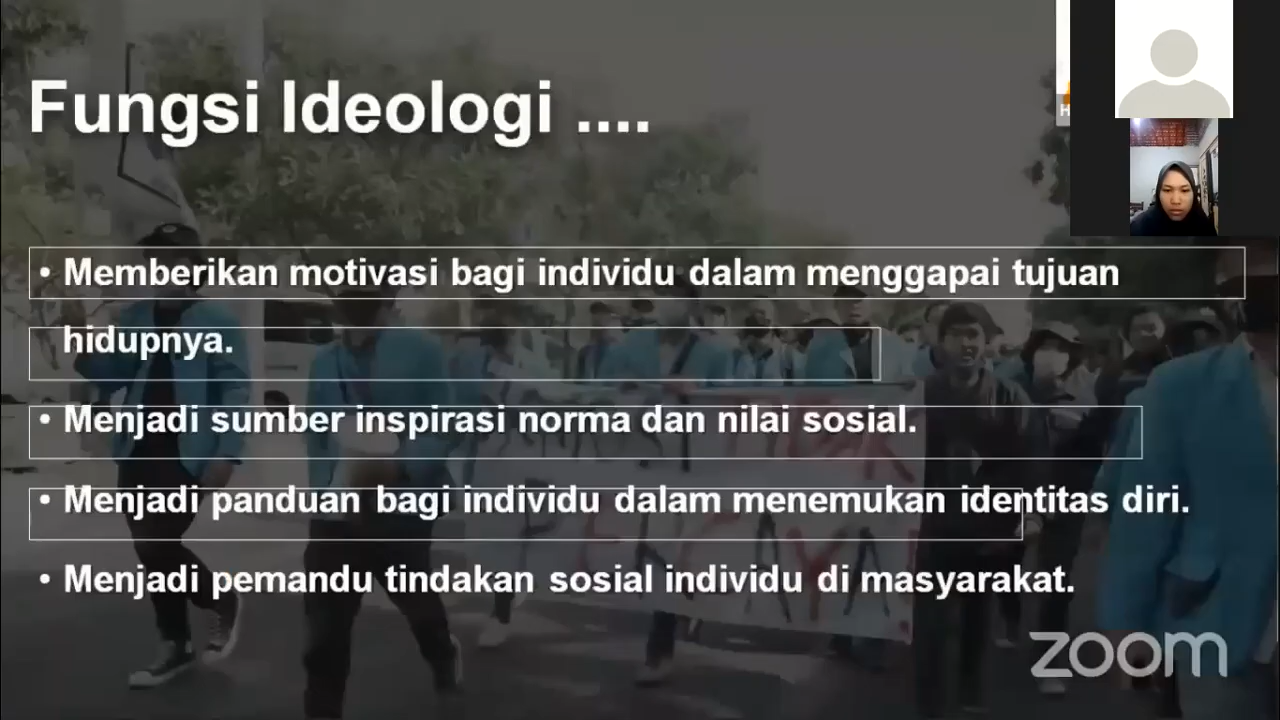 Fungsi Ideologi ....
• Memberikan motivasi bagi individu dalam menggapai tujuan
hidupnya.
• Menjadi sumber inspirasi norma dan nilai sosial.
• Menjadi panduan bagi individu dalam menemukan identitas diri.
• Menjadi pemandu tindakan sosial individu di masyarakat.
zoom